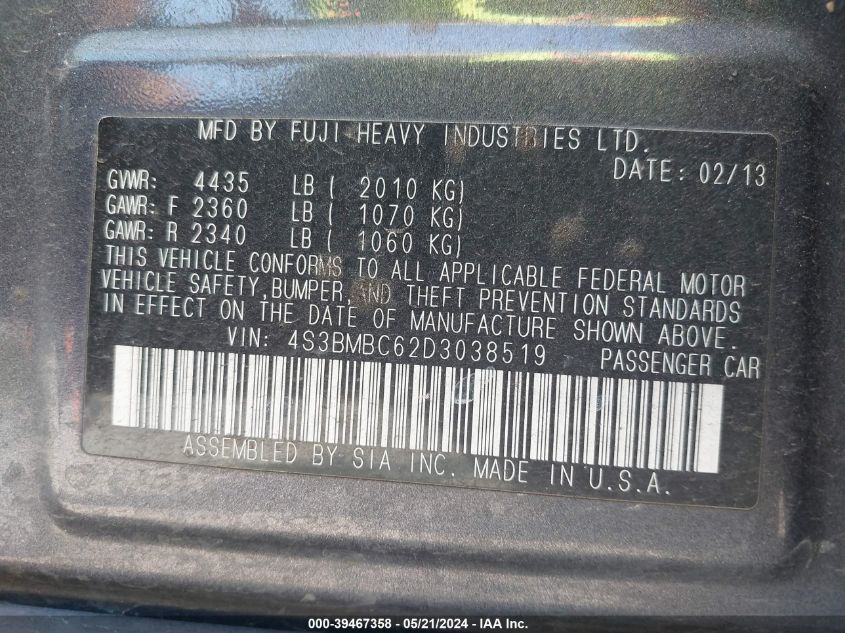 MFD BY FUJI HEAVY INDUSTRIES LTD.
DATE: 02/13
GVWR: 4435 LB ( 2010 KG)
GAWR: F 2360 LB ( 1070 KG)
GAWR: R 2340 LB ( 1060 KG)
THIS VEHICLE CONFORMS TO ALL APPLICABLE FEDERAL MOTOR
VEHICLE SAFETY, BUMPER, AND THEFT PREVENTION STANDARDS
IN EFFECT ON THE DATE OF MANUFACTURE SHOWN ABOVE.
VIN: 4S3BMBC62D3038519 PASSENGER CAR
ASSEMBLED BY SIA INC. MADE IN U.S.A.
000-39467358 / 05/21/2024 - IAA Inc.